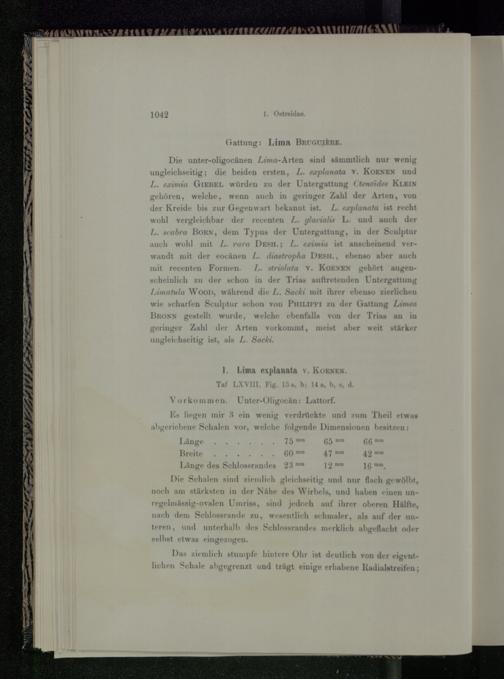 1042
1. Ostreidae.
Gattung: Lima BRUGUIÈRE.
Die unter-oligocänen Lima-Arten sind sämmtlich nur wenig
ungleichseitig; die beiden ersten, L. explanata v. KOENEN und
L. eximia GIEBEL würden zu der Untergattung Ctenoides KLEIN
gehören, welche, wenn auch in geringer Zahl der Arten, von
der Kreide bis zur Gegenwart bekannt ist. L. explanata ist recht
wohl vergleichbar der recenten L. glacialis L. und auch der
L. scabra BORN, dem Typus der Untergattung, in der Sculptur
auch wohl mit L. rara DESH.; L. eximia ist anscheinend ver-
wandt mit der eocänen L. diastropha DESH., ebenso aber auch
mit recenten Formen. L. striolata v. KOENEN gehört augen-
scheinlich zu der schon in der Trias auftretenden Untergattung
Limatula WOOD, während die L. Sacki mit ihrer ebenso zierlichen
wie scharfen Sculptur schon von PHILIPPI zu der Gattung Limea
BRONN gestellt wurde, welche ebenfalls von der Trias an in
geringer Zahl der Arten vorkommt, meist aber weit stärker
ungleichseitig ist, als L. Sacki.
1. Lima explanata v. KOENEN.
Taf. LXVIII, Fig. 13 a, b; 14 a, b, c, d.
Vorkommen. Unter-Oligocän: Lattorf.
Es liegen mir 3 ein wenig verdrückte und zum Theil etwas
abgeriebene Schalen vor, welche folgende Dimensionen besitzen:
Länge . . . . . . 75 mm 65 mm 66 mm
Breite . . . . . . 60 mm 47 mm 42 mm
Länge des Schlossrandes 23 mm 12 mm 16 mm.
Die Schalen sind ziemlich gleichseitig und nur flach gewölbt,
noch am stärksten in der Nähe des Wirbels, und haben einen un-
regelmässig-ovalen Umriss, sind jedoch auf ihrer oberen Hälfte,
nach dem Schlossrande zu, wesentlich schmaler, als auf der un-
teren, und unterhalb des Schlossrandes merklich abgeflacht oder
selbst etwas eingezogen.
Das ziemlich stumpfe hintere Ohr ist deutlich von der eigent-
lichen Schale abgegrenzt und trägt einige erhabene Radialstreifen;